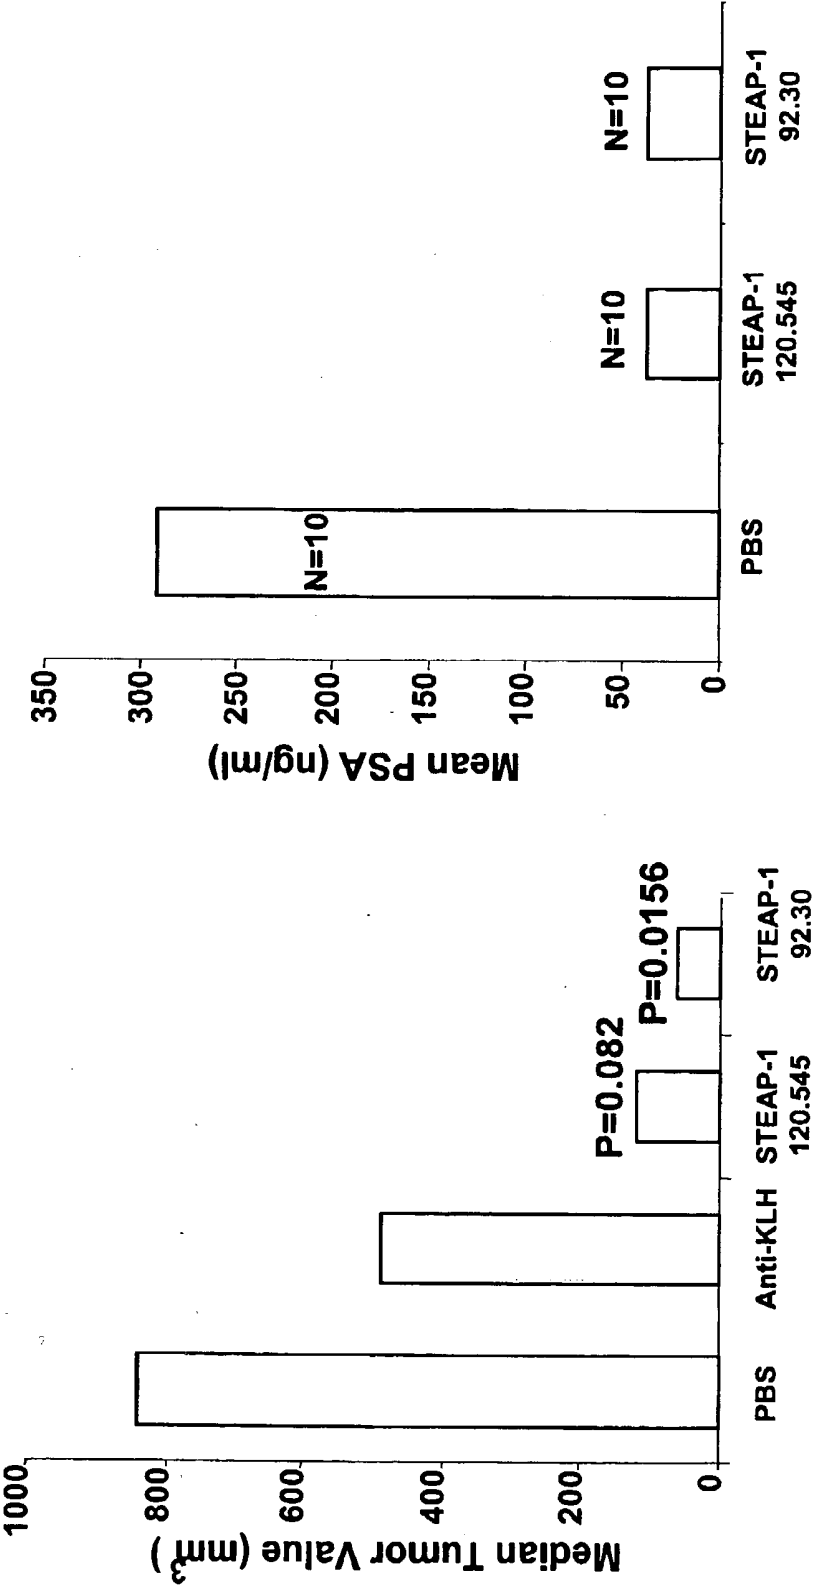 Median Tumor Value (mm3)
1000
800
600
400
200
0
P=0.082
P=0.0156
PBS
Anti-KLH
STEAP-1
120.545
STEAP-1
92.30
Mean PSA (ng/ml)
350
300
250
200
150
100
50
0
N=10
N=10
N=10
PBS
STEAP-1
120.545
STEAP-1
92.30